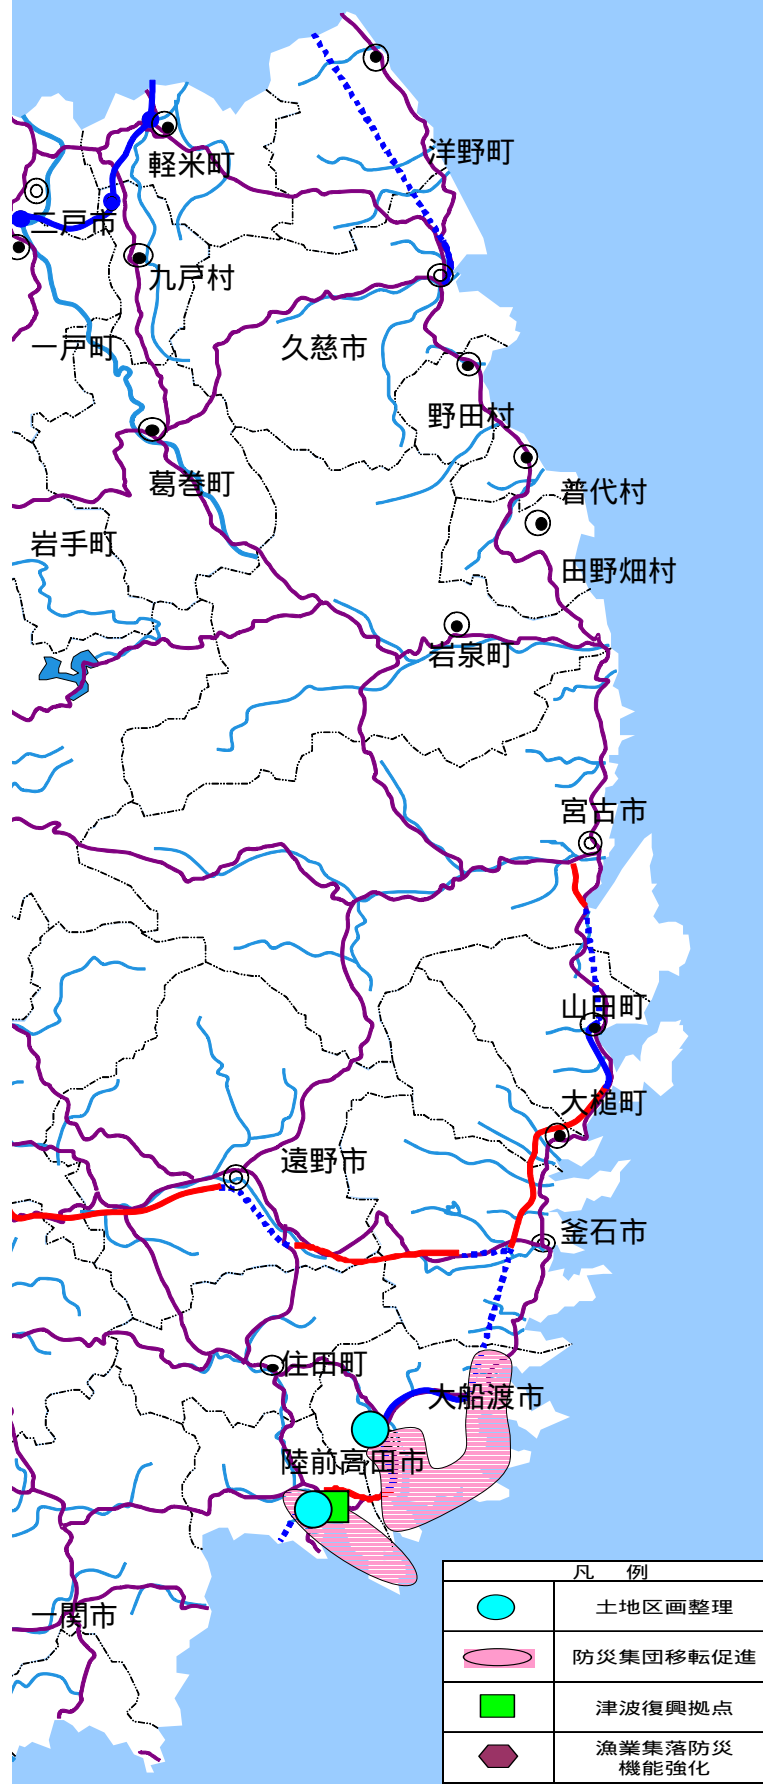 洋野町
軽米町
二戸市
九戸村
一戸町
久慈市
野田村
葛巻町
普代村
岩手町
田野畑村
岩泉町
宮古市
山田町
大槌町
遠野市
釜石市
住田町
大船渡市
陸前高田市
一関市
凡 例
土地区画整理
防災集団移転促進
津波復興拠点
漁業集落防災
機能強化